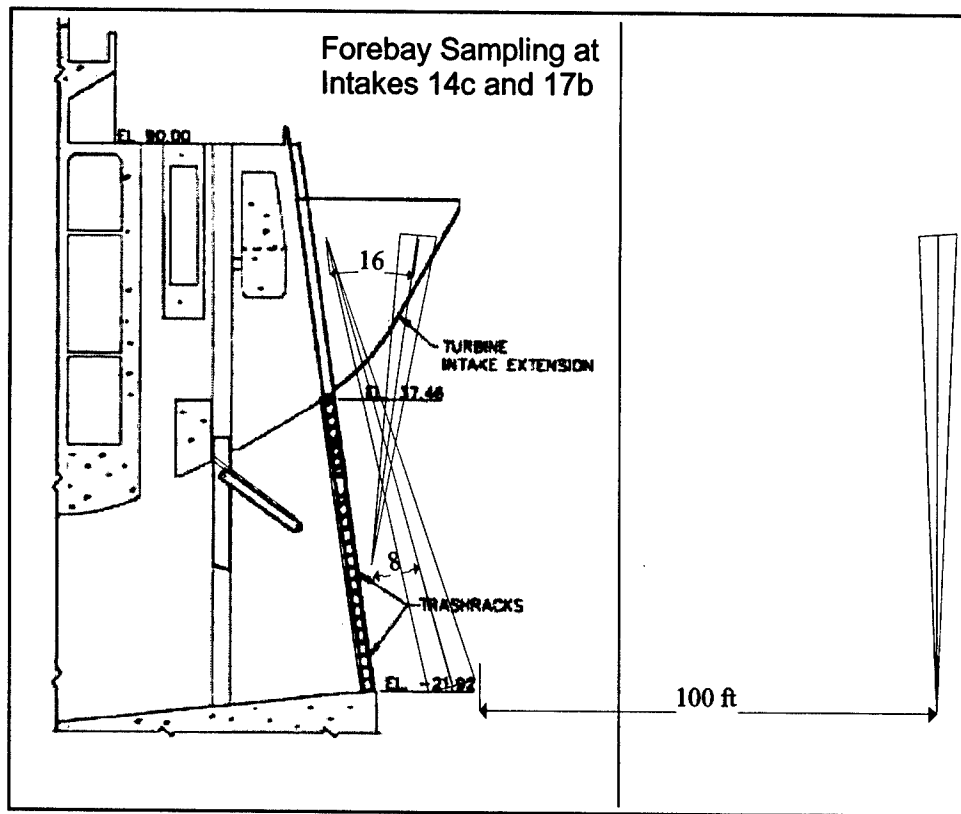 Forebay Sampling at
Intakes 14c and 17b
EL 90.00
16
TURBINE
INTAKE EXTENSION
EL. 37.46
8
TRASHRACKS
EL. -21.92
100 ft